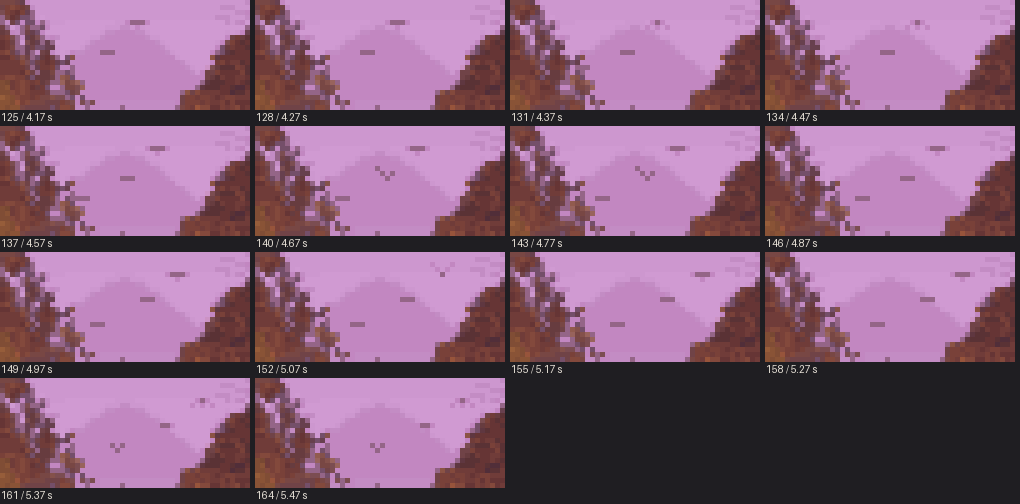 125 / 4.17 s
128 / 4.27 s
131 / 4.37 s
134 / 4.47 s
137 / 4.57 s
140 / 4.67 s
143 / 4.77 s
146 / 4.87 s
149 / 4.97 s
152 / 5.07 s
155 / 5.17 s
158 / 5.27 s
161 / 5.37 s
164 / 5.47 s